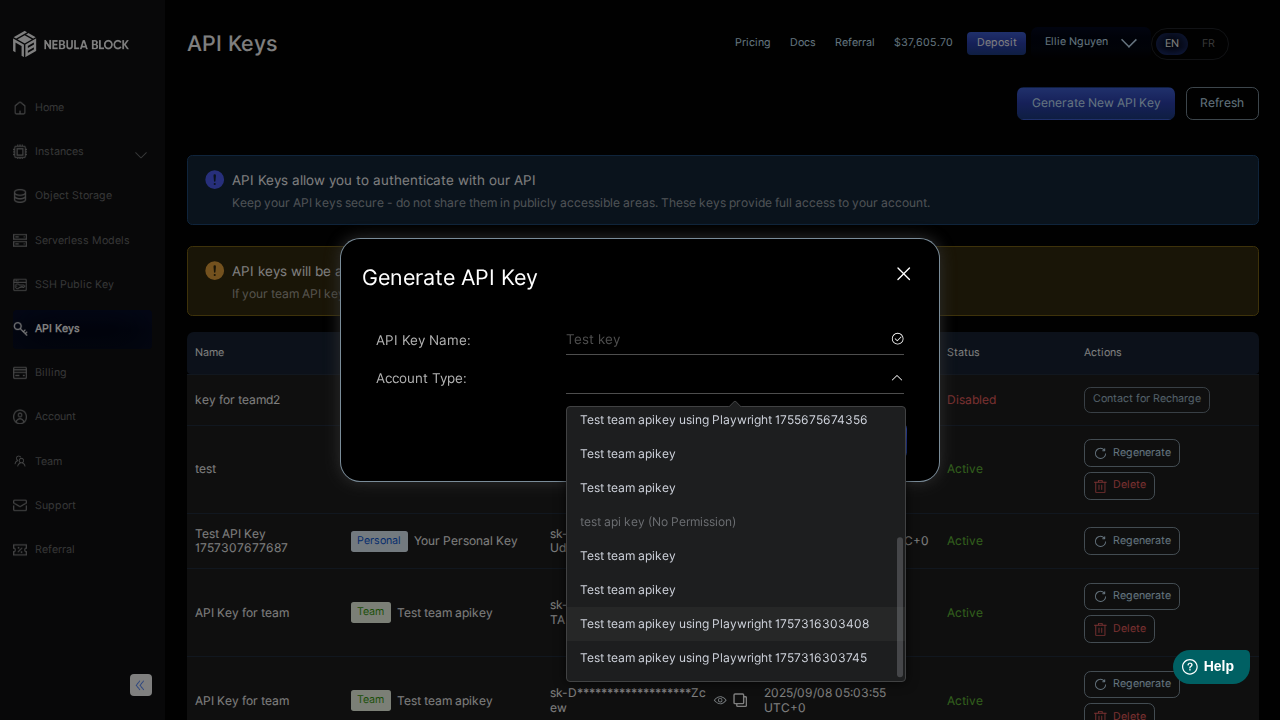 NEBULA BLOCK
API Keys
Pricing
Docs
Referral
$37,605.70
Deposit
Ellie Nguyen
EN
FR
Home
Instances
Object Storage
Serverless Models
SSH Public Key
API Keys
Billing
Account
Team
Support
Referral
Generate New API Key
Refresh
API Keys allow you to authenticate with our API
Keep your API keys secure - do not share them in publicly accessible areas. These keys provide full access to your account.
API keys will be a
If your team API key
Generate API Key
API Key Name:
Test key
Account Type:
Test team apikey using Playwright 1755675674356
Test team apikey
Test team apikey
test api key (No Permission)
Test team apikey
Test team apikey
Test team apikey using Playwright 1757316303408
Test team apikey using Playwright 1757316303745
Name
Status
Actions
key for teamd2
Disabled
Contact for Recharge
test
Active
Regenerate
Delete
Test API Key
1757307677687
Personal
Your Personal Key
sk-
Ud
C+0
Active
Regenerate
API Key for team
Team
Test team apikey
sk-
TA
Active
Regenerate
Delete
API Key for team
Team
Test team apikey
sk-D********************Zc
ew
2025/09/08 05:03:55
UTC+0
Active
Regenerate
Delete
Help